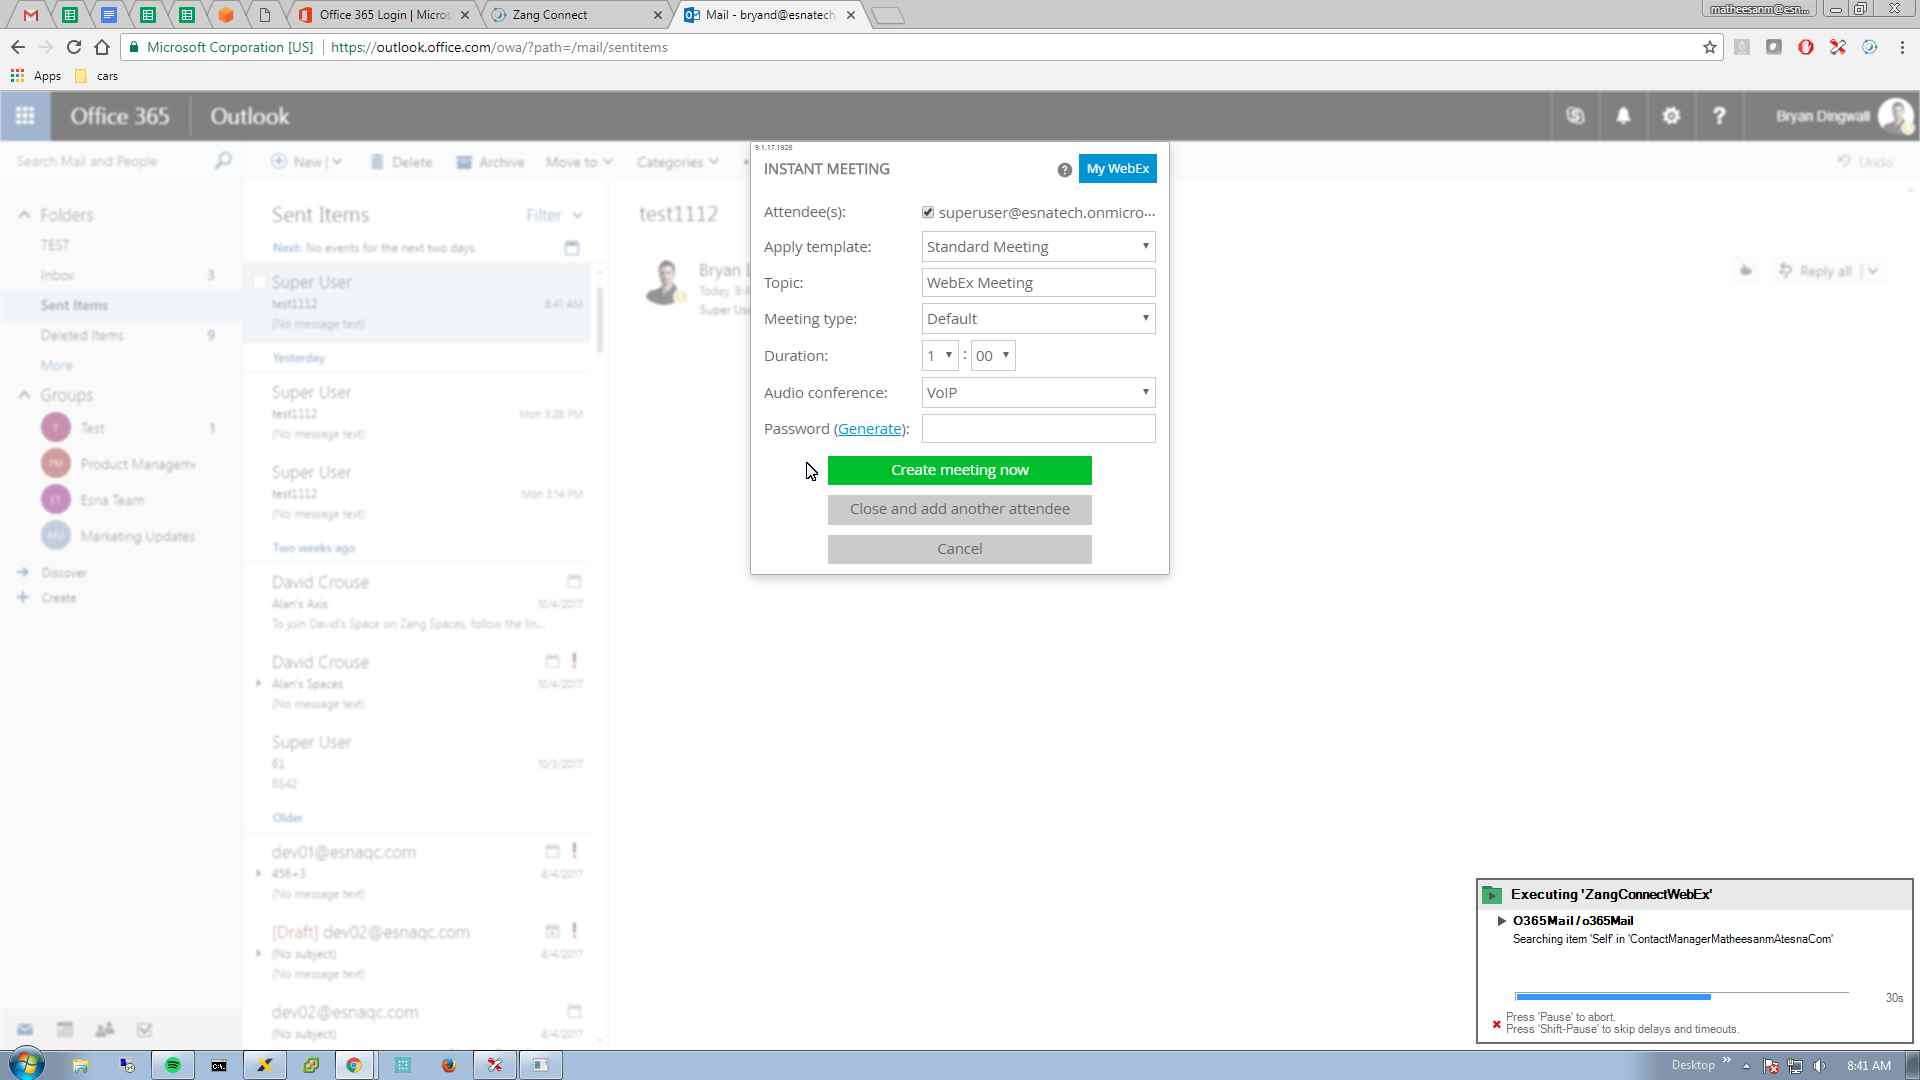 Office 365 Login | Micros
Zang Connect
Mail - bryand@esnatech.
matheesanm@esn...
Microsoft Corporation [US]
https://outlook.office.com/owa/?path=/mail/sentitems
Apps
cars
Office 365
Outlook
Bryan Dingwall
Search Mail and People
New
Delete
Archive
Move to
Categories
Undo
Folders
TEST
Inbox 3
Sent Items
Deleted Items 9
More
Groups
T Test 1
PM Product Managem
ET Esna Team
MU Marketing Updates
Discover
Create
Sent Items
Filter
Next: No events for the next two days
Super User
test1112 8:41 AM
(No message text)
Yesterday
Super User
test1112 Mon 3:28 PM
(No message text)
Super User
test1112 Mon 3:14 PM
(No message text)
Two weeks ago
David Crouse
Alan's Axis 10/4/2017
To join David's Space on Zang Spaces, follow the lin...
David Crouse
Alan's Spaces 10/4/2017
(No message text)
Super User
61 10/3/2017
5542
Older
dev01@esnaqc.com
456+3 8/4/2017
(No message text)
[Draft] dev02@esnaqc.com
(No subject) 8/4/2017
(No message text)
dev02@esnaqc.com
(No subject) 8/4/2017
test1112
Bryan
Today, 8:4
Super Use
Reply all
9.1.17.1928
INSTANT MEETING
My WebEx
Attendee(s): superuser@esnatech.onmicro...
Apply template: Standard Meeting
Topic: WebEx Meeting
Meeting type: Default
Duration: 1 : 00
Audio conference: VoIP
Password (Generate):
Create meeting now
Close and add another attendee
Cancel
Executing 'ZangConnectWebEx'
O365Mail / o365Mail
Searching item 'Self' in 'ContactManagerMatheesanmAtesnaCom'
30s
Press 'Pause' to abort.
Press 'Shift-Pause' to skip delays and timeouts.
Desktop
8:41 AM